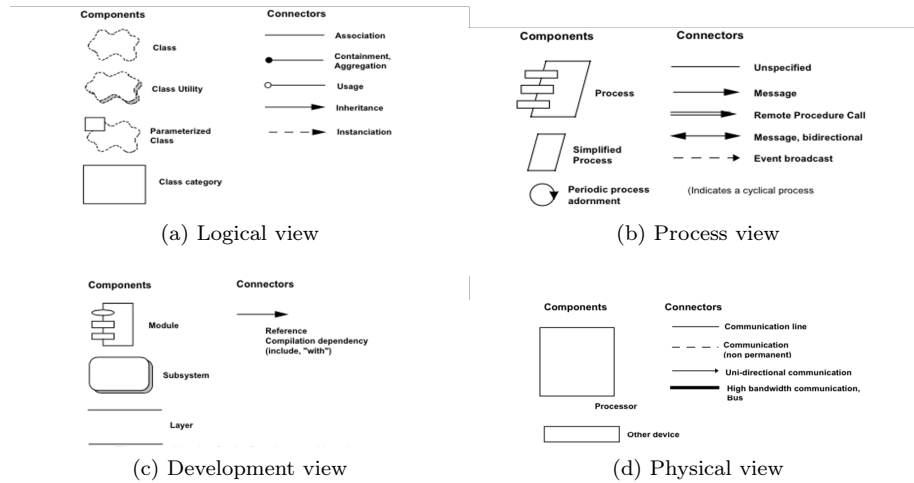 Components
Connectors
Class
Association
Containment,
Aggregation
Class Utility
Usage
Inheritance
Parameterized
Class
Instanciation
Class category
(a) Logical view
Components
Connectors
Process
Unspecified
Message
Remote Procedure Call
Message, bidirectional
Simplified
Process
Event broadcast
Periodic process
adornment
(Indicates a cyclical process
(b) Process view
Components
Connectors
Module
Reference
Compilation dependency
(include, "with")
Subsystem
Layer
(c) Development view
Components
Connectors
Communication line
Communication
(non permanent)
Uni-directional communication
High bandwidth communication,
Bus
Processor
Other device
(d) Physical view